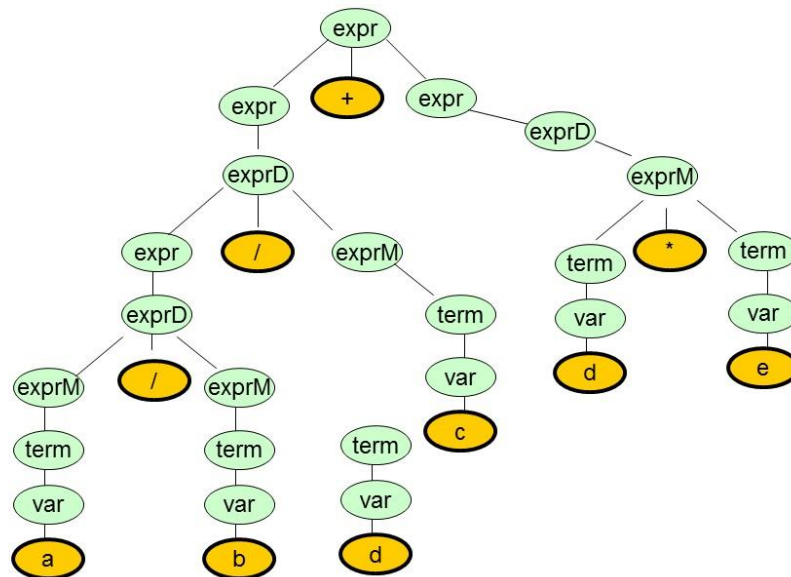 expr
expr + expr
exprD
exprD exprM
expr / exprM term * term
exprD term var var
exprM / exprM var d e
c
term term term
var var var
a b d